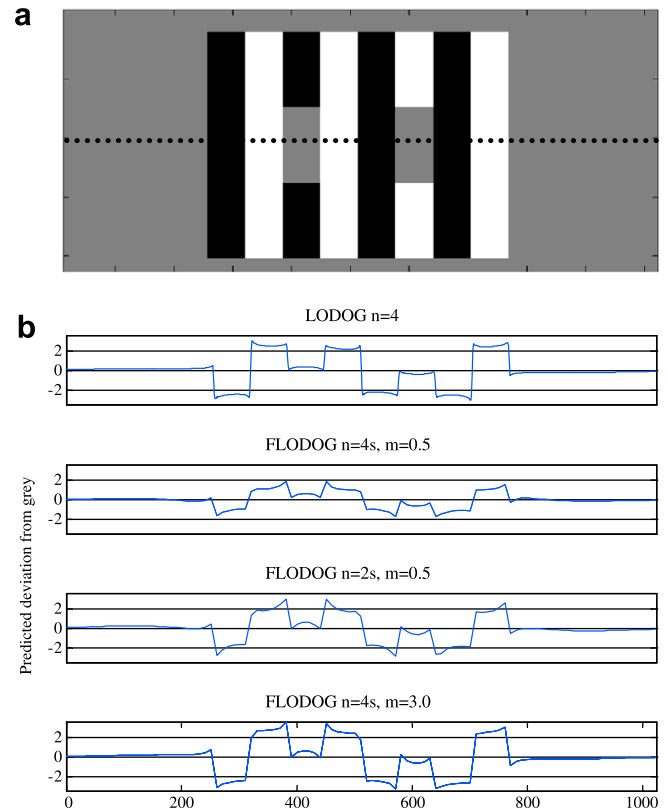 a
b
LODOG n=4
2
0
-2
FLODOG n=4s, m=0.5
2
0
-2
FLODOG n=2s, m=0.5
2
0
-2
FLODOG n=4s, m=3.0
2
0
-2
0 200 400 600 800 1000
Predicted deviation from grey